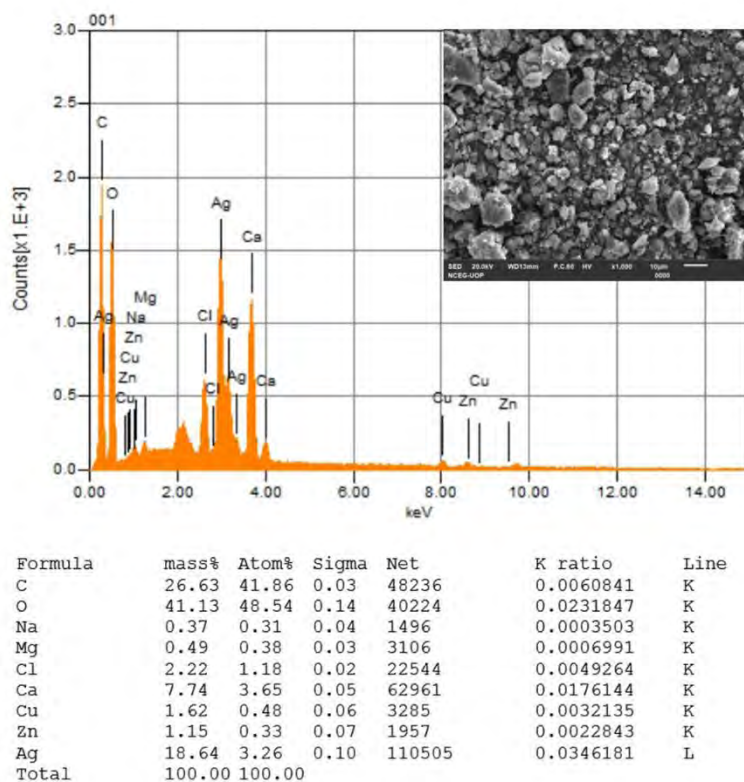 001
3.0
2.5
2.0
1.5
1.0
0.5
0.0
Counts[x1.E+3]
C
O
Ag
Mg
Na
Zn
Cu
Zn
Cu
Cl
Cl
Ag
Ag
Ag
Ca
Ca
Cu
Zn
Cu
Zn
0.00 2.00 4.00 6.00 8.00 10.00 12.00 14.00
keV
SED 20.0kV WD13mm P.C.60 HV x1,000 10μm
NCEG-UOP 0000
Formula mass% Atom% Sigma Net K ratio Line
C 26.63 41.86 0.03 48236 0.0060841 K
O 41.13 48.54 0.14 40224 0.0231847 K
Na 0.37 0.31 0.04 1496 0.0003503 K
Mg 0.49 0.38 0.03 3106 0.0006991 K
Cl 2.22 1.18 0.02 22544 0.0049264 K
Ca 7.74 3.65 0.05 62961 0.0176144 K
Cu 1.62 0.48 0.06 3285 0.0032135 K
Zn 1.15 0.33 0.07 1957 0.0022843 K
Ag 18.64 3.26 0.10 110505 0.0346181 L
Total 100.00 100.00